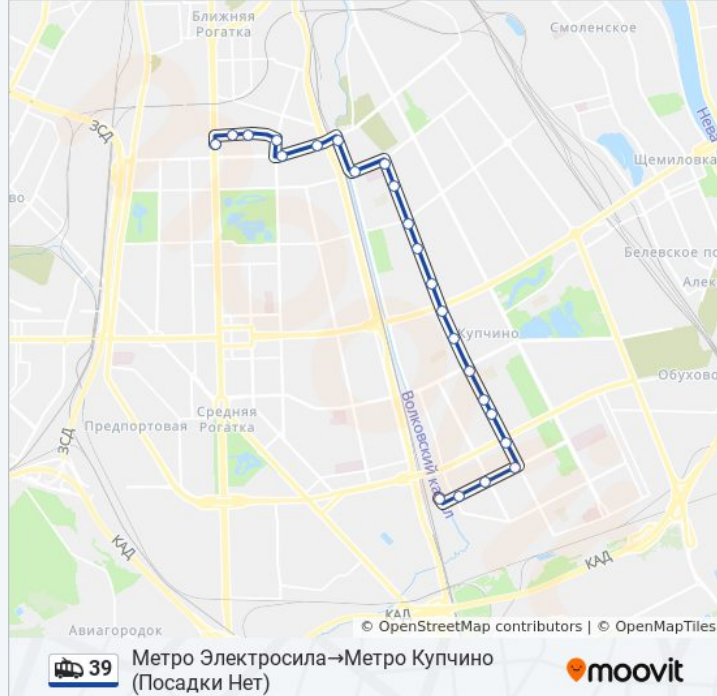 Ближняя
Рогатка
Смоленское
ЗСД
Нева
Щемиловка
во
Белевское по
Алек
Купчино
Обухово
Волковский канал
Средняя
Рогатка
Предпортовая
ЗСД
КАД
КАД
КАД
Авиагородок
© OpenStreetMap contributors | © OpenMapTiles
39
Метро Электросила→Метро Купчино
(Посадки Нет)
moovit